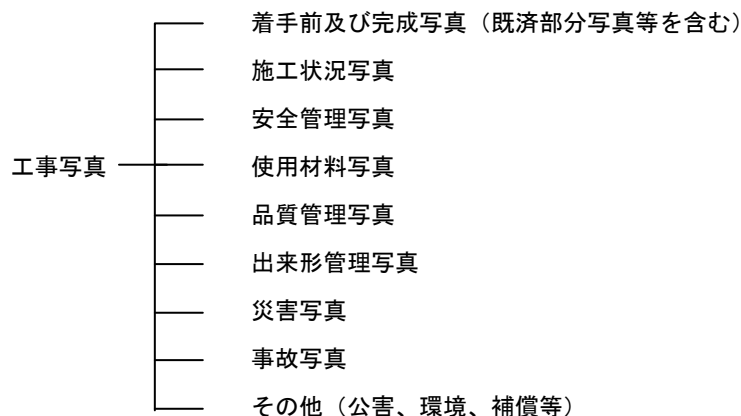 着手前及び完成写真（既済部分写真等を含む）
施工状況写真
安全管理写真
工事写真
使用材料写真
品質管理写真
出来形管理写真
災害写真
事故写真
その他（公害、環境、補償等）